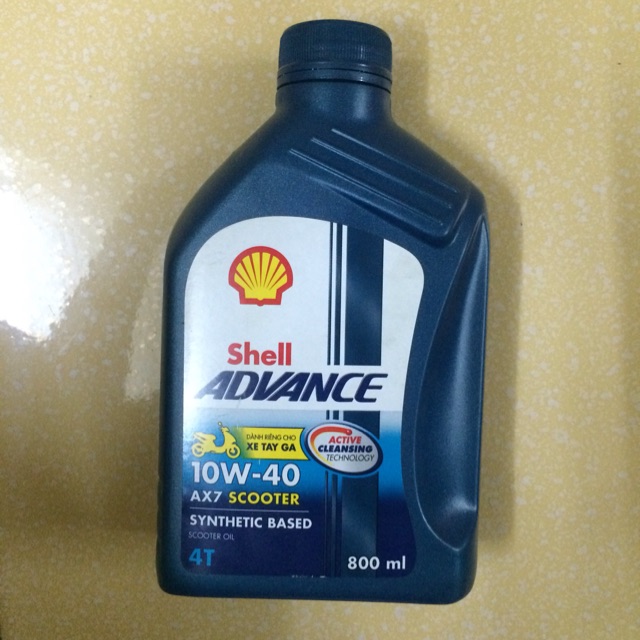 Shell
ADVANCE
DÀNH RIÊNG CHO
XE TAY GA
ACTIVE
CLEANSING
TECHNOLOGY
10W-40
AX7 SCOOTER
SYNTHETIC BASED
SCOOTER OIL
4T
800 ml